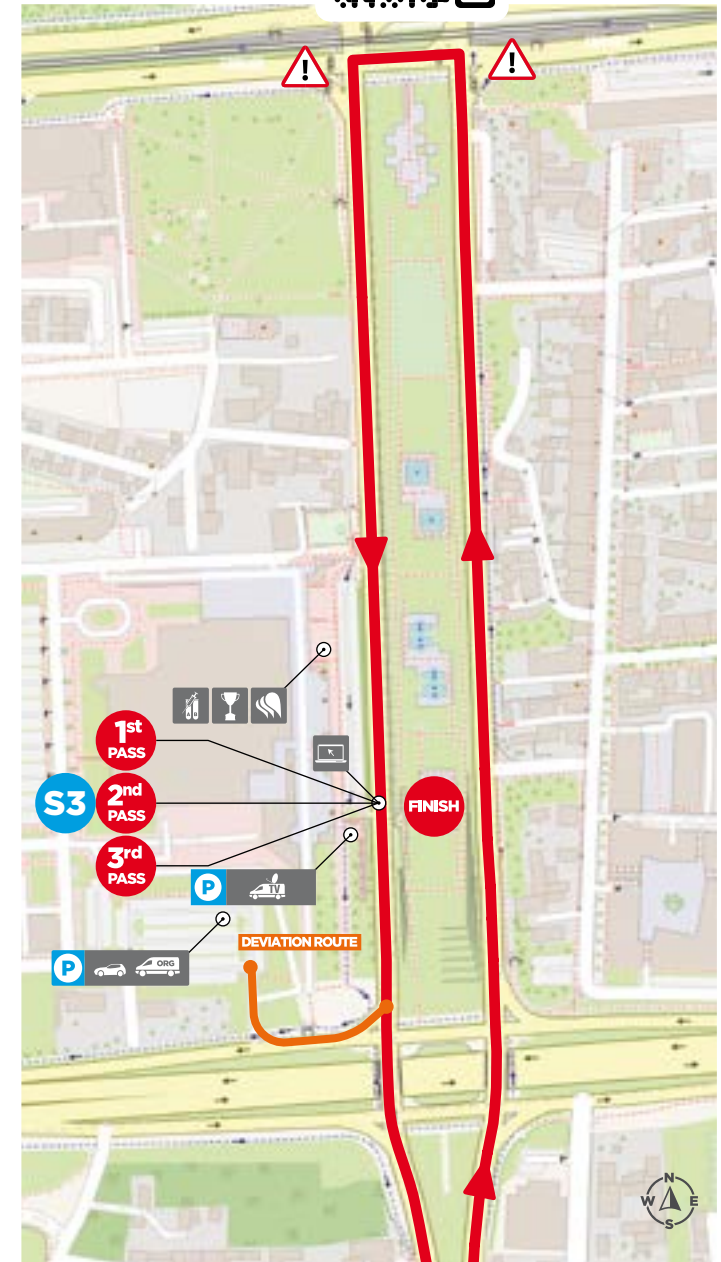 !
!
1st
PASS
S3
2nd
PASS
FINISH
3rd
PASS
P
TV
DEVIATION ROUTE
P
ORG
N
W
E
S